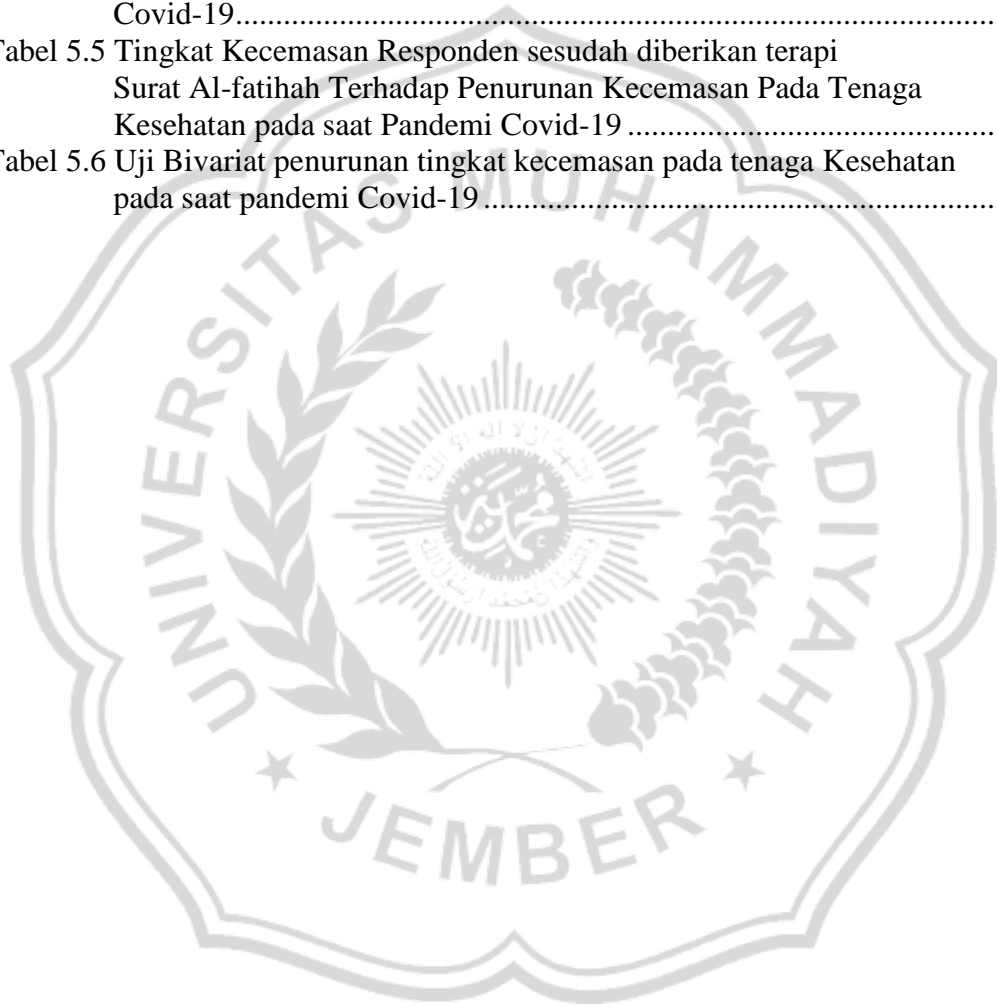 Covid-19..............................................................................................
Tabel 5.5 Tingkat Kecemasan Responden sesudah diberikan terapi
Surat Al-fatihah Terhadap Penurunan Kecemasan Pada Tenaga
Kesehatan pada saat Pandemi Covid-19 .............................................
Tabel 5.6 Uji Bivariat penurunan tingkat kecemasan pada tenaga Kesehatan
pada saat pandemi Covid-19 ...............................................................
UNIVERSITAS MUHAMMADIYAH
JEMBER